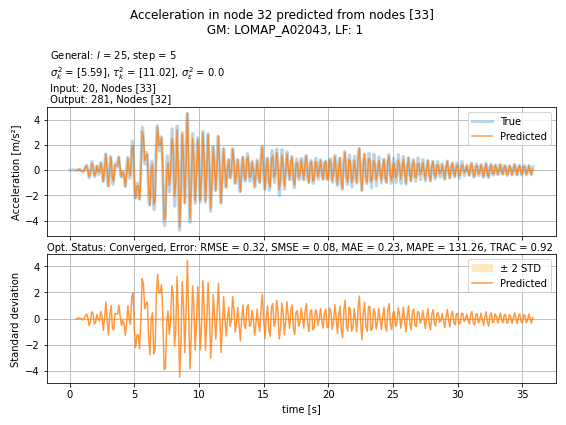 Acceleration in node 32 predicted from nodes [33]
GM: LOMAP_A02043, LF: 1
General: l = 25, step = 5
σ²ₖ = [5.59], τ²ₖ = [11.02], σ²ε = 0.0
Input: 20, Nodes [33]
Output: 281, Nodes [32]
Acceleration [m/s²]
4
2
0
−2
−4
True
Predicted
Opt. Status: Converged, Error: RMSE = 0.32, SMSE = 0.08, MAE = 0.23, MAPE = 131.26, TRAC = 0.92
Standard deviation
4
2
0
−2
−4
± 2 STD
Predicted
0 5 10 15 20 25 30 35
time [s]